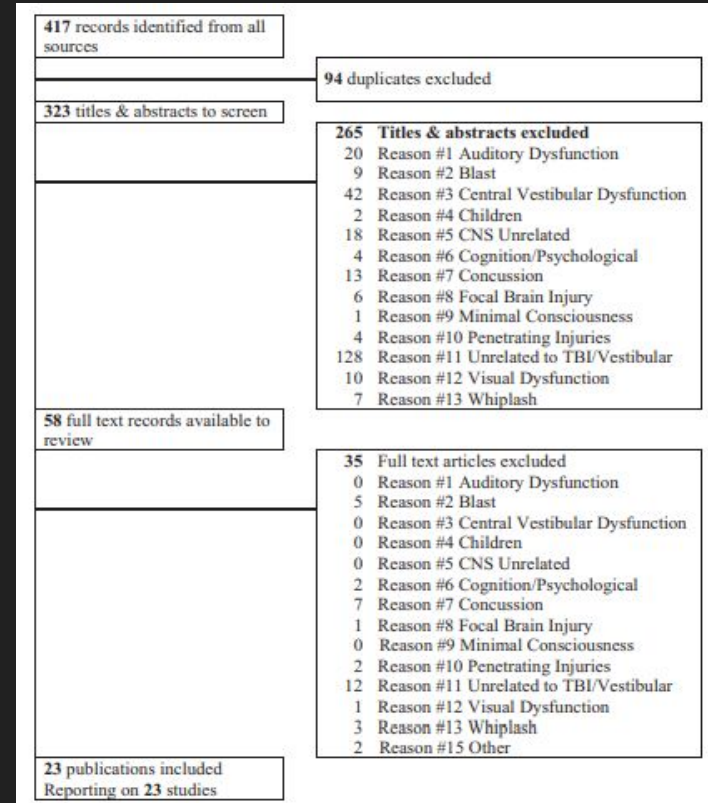 417 records identified from all
sources
94 duplicates excluded
323 titles & abstracts to screen
265 Titles & abstracts excluded
20 Reason #1 Auditory Dysfunction
9 Reason #2 Blast
42 Reason #3 Central Vestibular Dysfunction
2 Reason #4 Children
18 Reason #5 CNS Unrelated
4 Reason #6 Cognition/Psychological
13 Reason #7 Concussion
6 Reason #8 Focal Brain Injury
1 Reason #9 Minimal Consciousness
4 Reason #10 Penetrating Injuries
128 Reason #11 Unrelated to TBI/Vestibular
10 Reason #12 Visual Dysfunction
7 Reason #13 Whiplash
58 full text records available to
review
35 Full text articles excluded
0 Reason #1 Auditory Dysfunction
5 Reason #2 Blast
0 Reason #3 Central Vestibular Dysfunction
0 Reason #4 Children
0 Reason #5 CNS Unrelated
2 Reason #6 Cognition/Psychological
7 Reason #7 Concussion
1 Reason #8 Focal Brain Injury
0 Reason #9 Minimal Consciousness
2 Reason #10 Penetrating Injuries
12 Reason #11 Unrelated to TBI/Vestibular
1 Reason #12 Visual Dysfunction
3 Reason #13 Whiplash
2 Reason #15 Other
23 publications included
Reporting on 23 studies